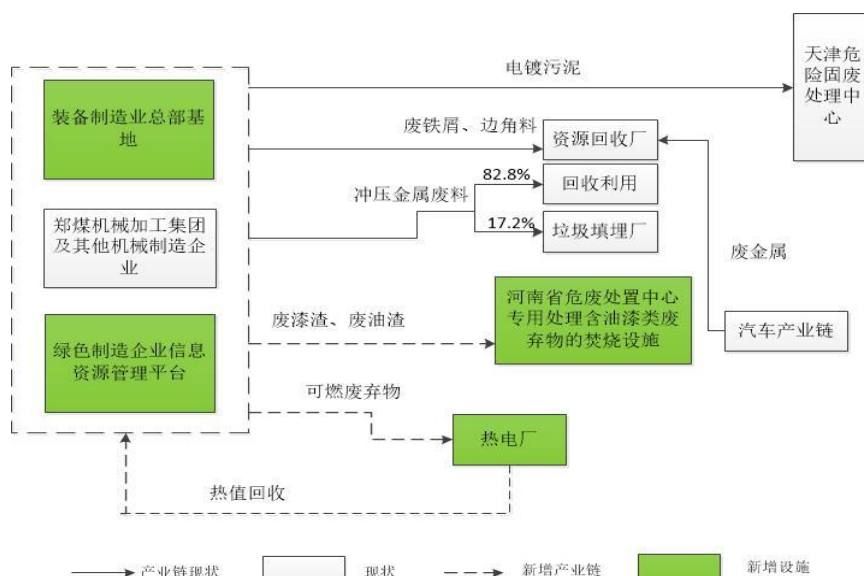 电镀污泥
天津危
险固废
处理中
心
装备制造业总部基
地
废铁屑、边角料
资源回收厂
82.8%
冲压金属废料
回收利用
17.2%
垃圾填埋厂
郑煤机械加工集团
及其他机械制造企
业
废金属
汽车产业链
废漆渣、废油渣
河南省危废处置中心
专用处理含油漆类废
弃物的焚烧设施
绿色制造企业信息
资源管理平台
可燃废弃物
热电厂
热值回收
产业链现状
现状
新增产业链
新增设施